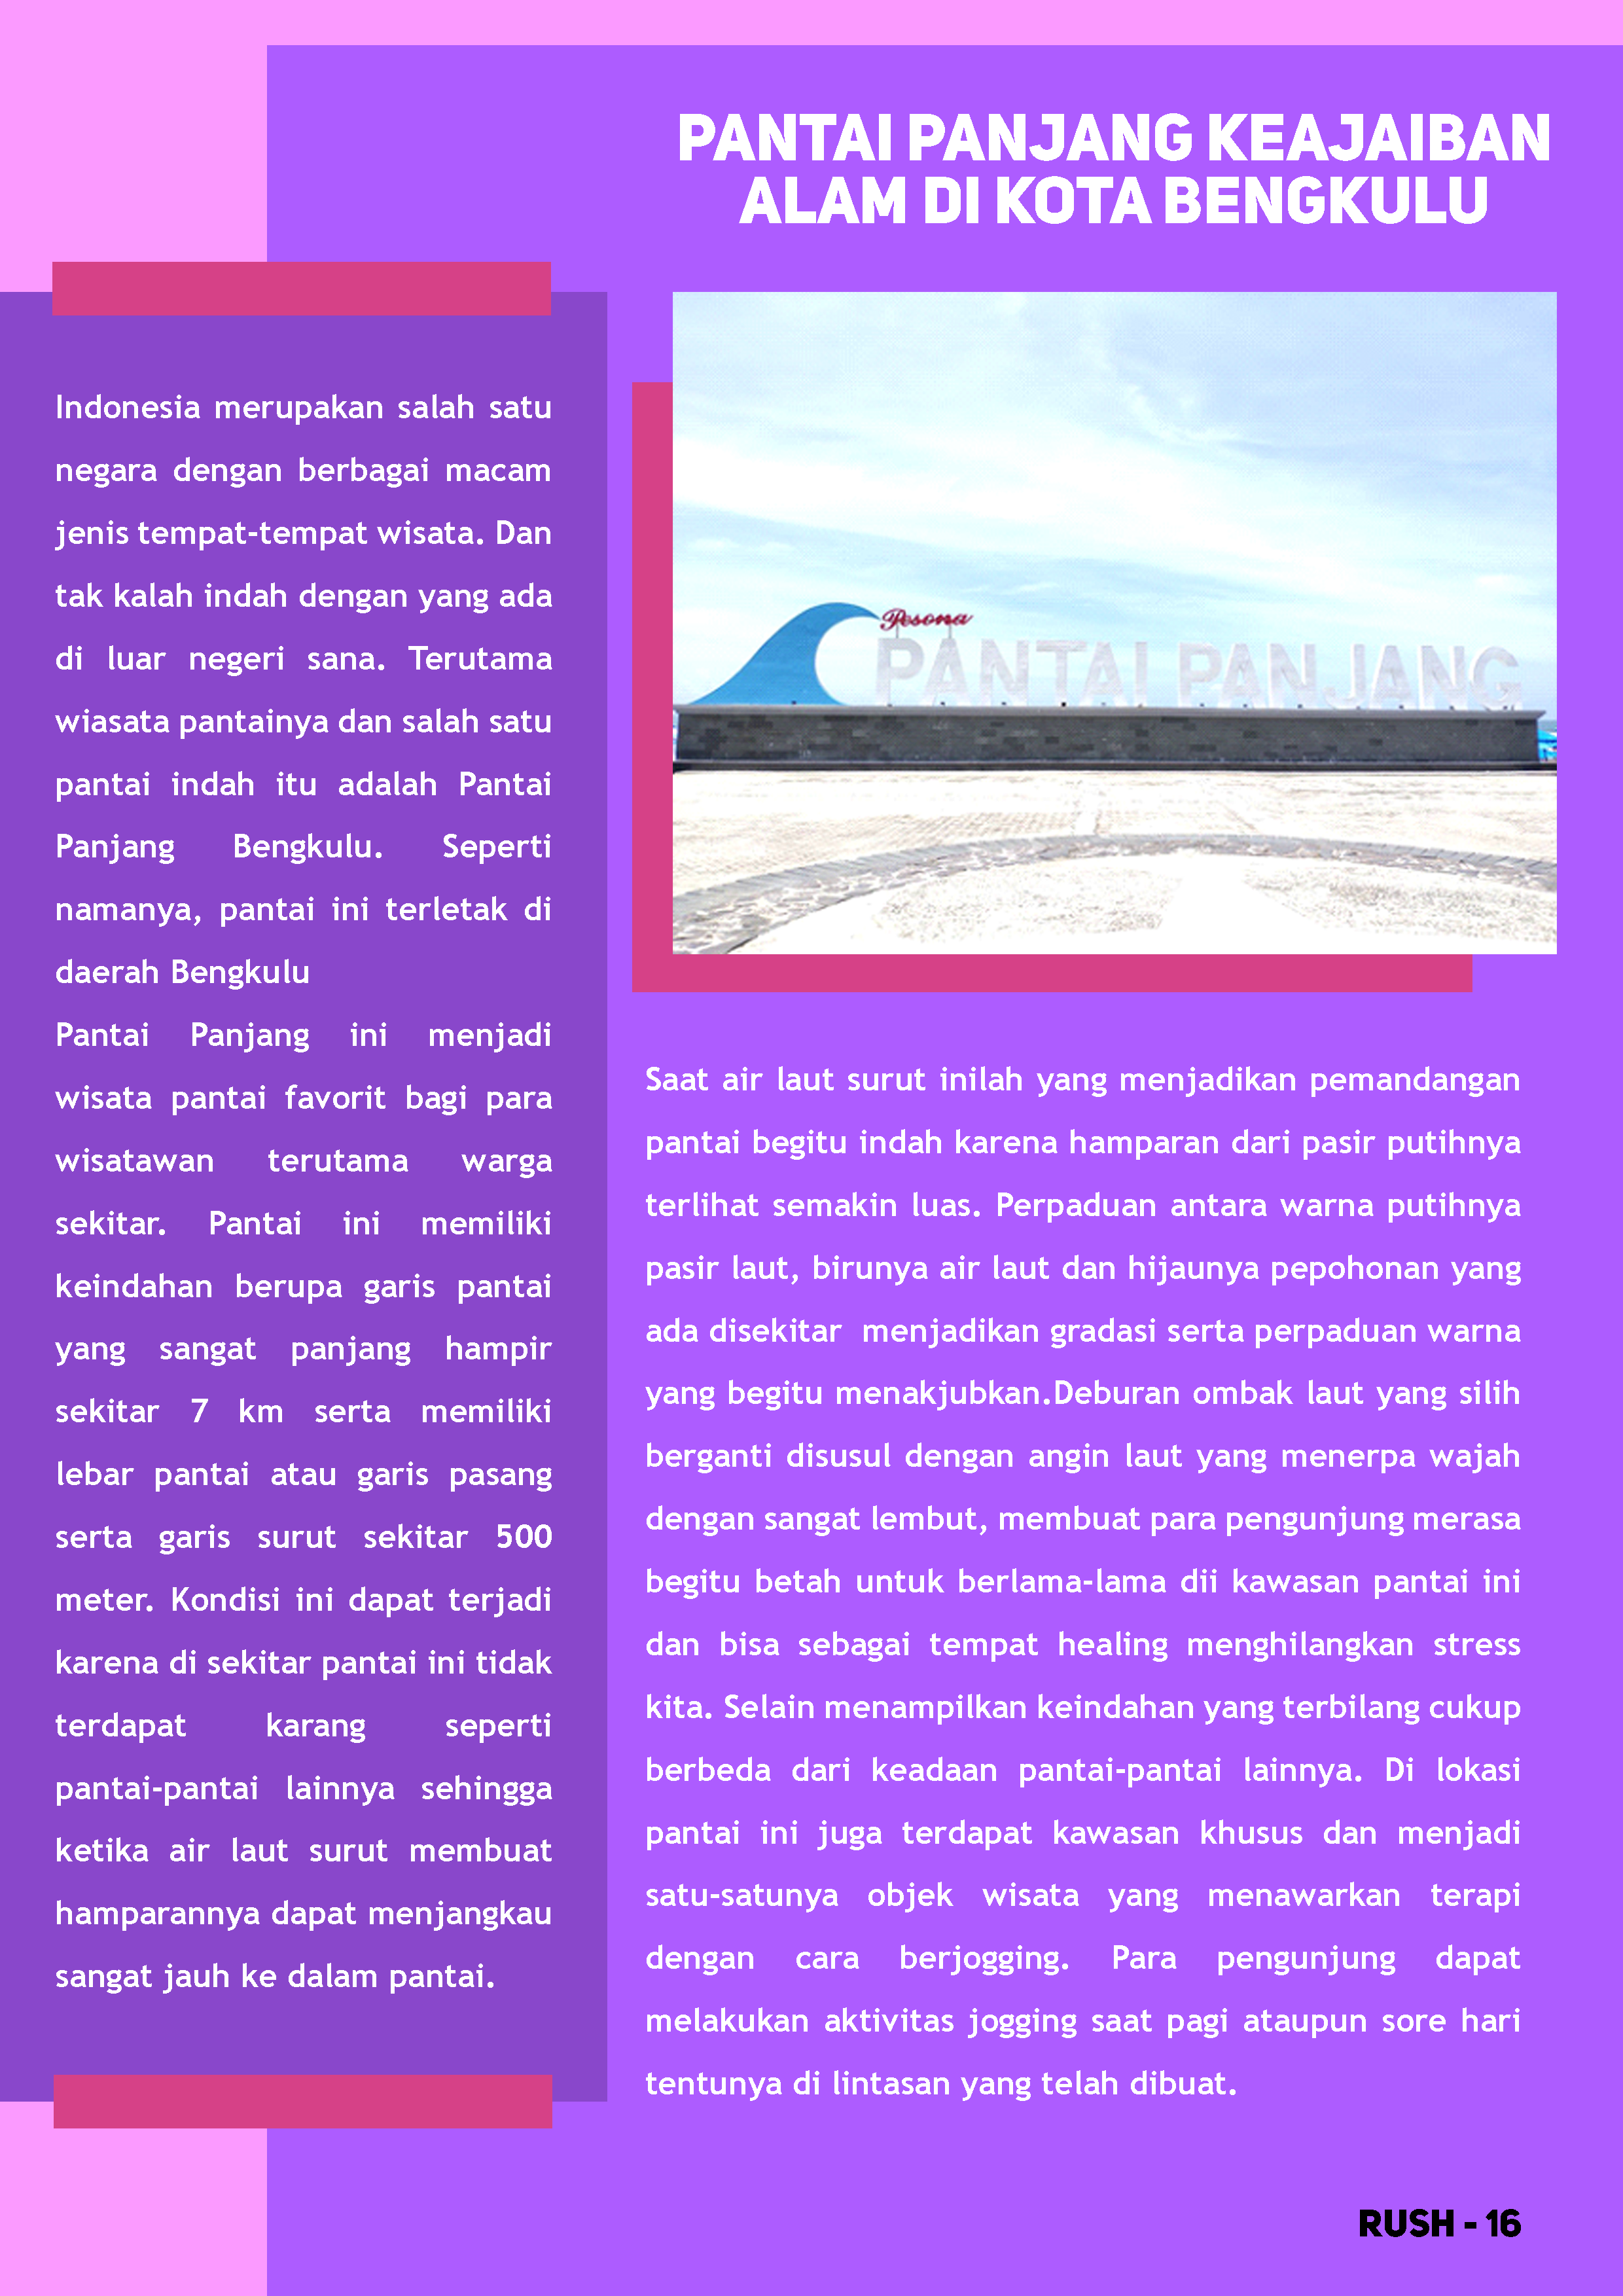 PANTAI PANJANG KEAJAIBAN
ALAM DI KOTA BENGKULU
Indonesia merupakan salah satu
negara dengan berbagai macam
jenis tempat-tempat wisata. Dan
tak kalah indah dengan yang ada
di luar negeri sana. Terutama
wiasata pantainya dan salah satu
pantai indah itu adalah Pantai
Panjang Bengkulu. Seperti
namanya, pantai ini terletak di
daerah Bengkulu
Pantai Panjang ini menjadi
wisata pantai favorit bagi para
wisatawan terutama warga
sekitar. Pantai ini memiliki
keindahan berupa garis pantai
yang sangat panjang hampir
sekitar 7 km serta memiliki
lebar pantai atau garis pasang
serta garis surut sekitar 500
meter. Kondisi ini dapat terjadi
karena di sekitar pantai ini tidak
terdapat karang seperti
pantai-pantai lainnya sehingga
ketika air laut surut membuat
hamparannya dapat menjangkau
sangat jauh ke dalam pantai.
Pesona
PANTAI PANJANG
Saat air laut surut inilah yang menjadikan pemandangan
pantai begitu indah karena hamparan dari pasir putihnya
terlihat semakin luas. Perpaduan antara warna putihnya
pasir laut, birunya air laut dan hijaunya pepohonan yang
ada disekitar menjadikan gradasi serta perpaduan warna
yang begitu menakjubkan.Deburan ombak laut yang silih
berganti disusul dengan angin laut yang menerpa wajah
dengan sangat lembut, membuat para pengunjung merasa
begitu betah untuk berlama-lama dii kawasan pantai ini
dan bisa sebagai tempat healing menghilangkan stress
kita. Selain menampilkan keindahan yang terbilang cukup
berbeda dari keadaan pantai-pantai lainnya. Di lokasi
pantai ini juga terdapat kawasan khusus dan menjadi
satu-satunya objek wisata yang menawarkan terapi
dengan cara berjogging. Para pengunjung dapat
melakukan aktivitas jogging saat pagi ataupun sore hari
tentunya di lintasan yang telah dibuat.
RUSH - 16